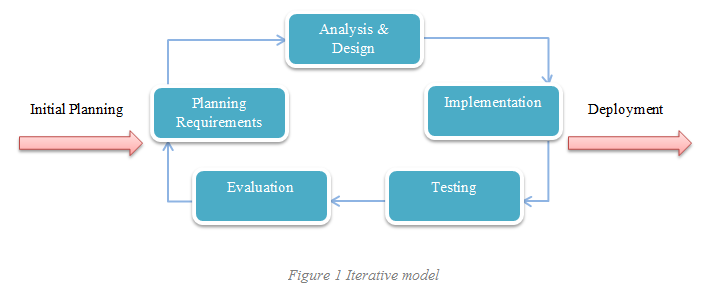 Analysis &
Design
Initial Planning
Planning
Requirements
Implementation
Deployment
Evaluation
Testing
Figure 1 Iterative model